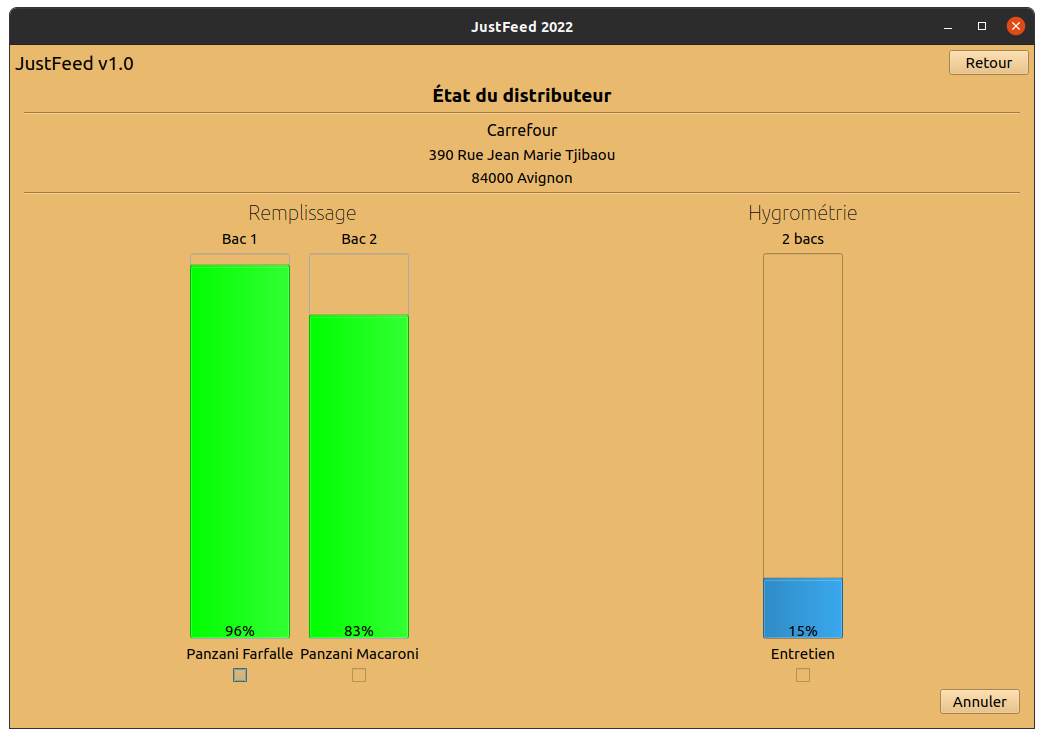 JustFeed 2022
JustFeed v1.0
Retour
État du distributeur
Carrefour
390 Rue Jean Marie Tjibaou
84000 Avignon
Remplissage
Hygrométrie
Bac 1
Bac 2
2 bacs
96%
83%
15%
Panzani Farfalle
Panzani Macaroni
Entretien
Annuler